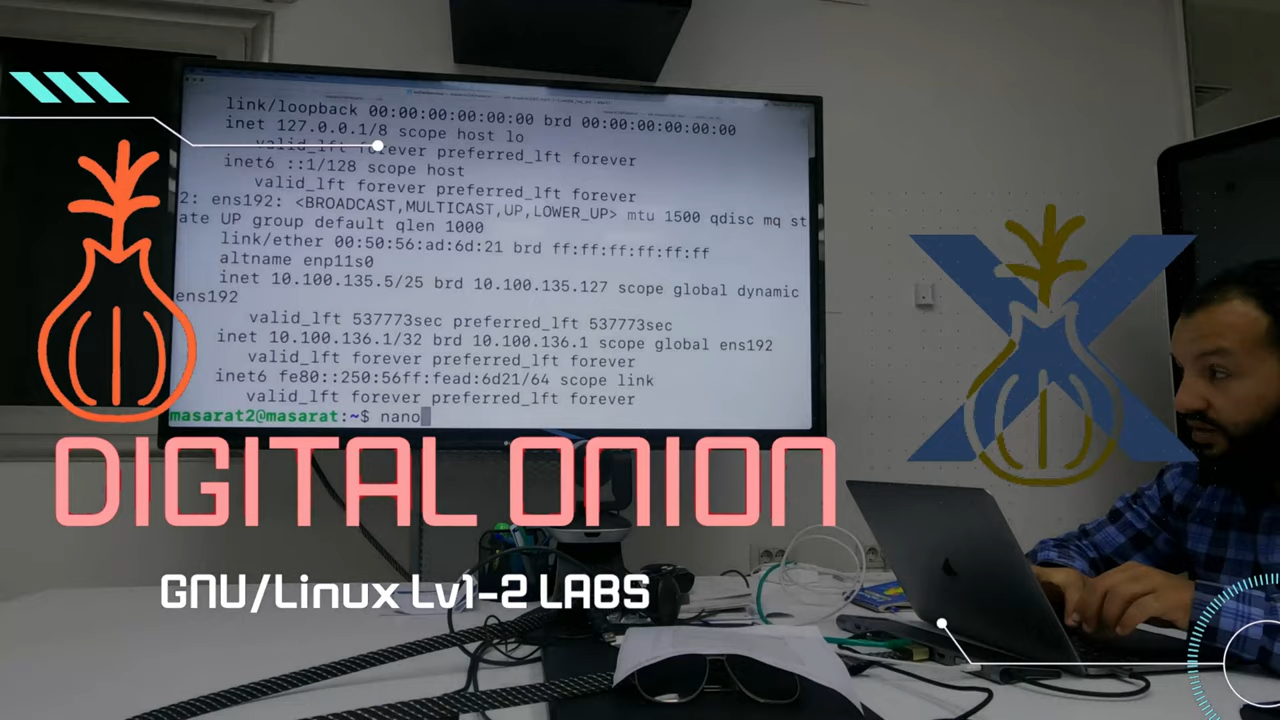 link/loopback 00:00:00:00:00:00 brd 00:00:00:00:00:00
inet 127.0.0.1/8 scope host lo
valid_lft forever preferred_lft forever
inet6 ::1/128 scope host
valid_lft forever preferred_lft forever
2: ens192: <BROADCAST,MULTICAST,UP,LOWER_UP> mtu 1500 qdisc mq st
ate UP group default qlen 1000
link/ether 00:50:56:ad:6d:21 brd ff:ff:ff:ff:ff:ff
altname enp11s0
inet 10.100.135.5/25 brd 10.100.135.127 scope global dynamic
ens192
valid_lft 537773sec preferred_lft 537773sec
inet 10.100.136.1/32 brd 10.100.136.1 scope global ens192
valid_lft forever preferred_lft forever
inet6 fe80::250:56ff:fead:6d21/64 scope link
valid_lft forever preferred_lft forever
masarat2@masarat:~$ nano
DIGITAL ONION
GNU/Linux Lv1-2 LABS